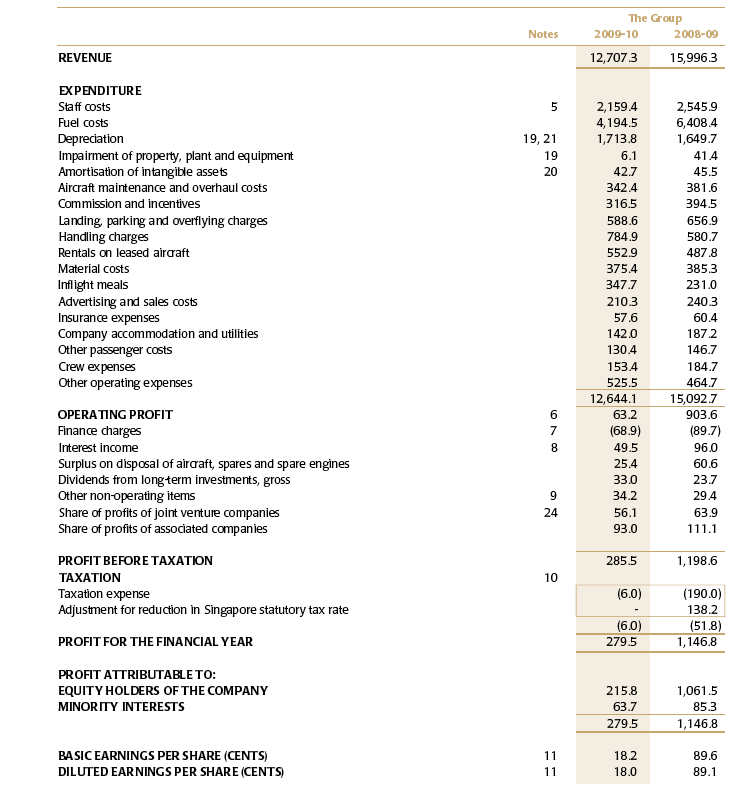 The Group
Notes 2009-10 2008-09
REVENUE 12,707.3 15,996.3
EXPENDITURE
Staff costs 5 2,159.4 2,545.9
Fuel costs 4,194.5 6,408.4
Depreciation 19, 21 1,713.8 1,649.7
Impairment of property, plant and equipment 19 6.1 41.4
Amortisation of intangible assets 20 42.7 45.5
Aircraft maintenance and overhaul costs 342.4 381.6
Commission and incentives 316.5 394.5
Landing, parking and overflying charges 588.6 656.9
Handling charges 784.9 580.7
Rentals on leased aircraft 552.9 487.8
Material costs 375.4 385.3
Inflight meals 347.7 231.0
Advertising and sales costs 210.3 240.3
Insurance expenses 57.6 60.4
Company accommodation and utilities 142.0 187.2
Other passenger costs 130.4 146.7
Crew expenses 153.4 184.7
Other operating expenses 525.5 464.7
12,644.1 15,092.7
OPERATING PROFIT 6 63.2 903.6
Finance charges 7 (68.9) (89.7)
Interest income 8 49.5 96.0
Surplus on disposal of aircraft, spares and spare engines 25.4 60.6
Dividends from long-term investments, gross 33.0 23.7
Other non-operating items 9 34.2 29.4
Share of profits of joint venture companies 24 56.1 63.9
Share of profits of associated companies 93.0 111.1
PROFIT BEFORE TAXATION 285.5 1,198.6
TAXATION 10
Taxation expense (6.0) (190.0)
Adjustment for reduction in Singapore statutory tax rate - 138.2
(6.0) (51.8)
PROFIT FOR THE FINANCIAL YEAR 279.5 1,146.8
PROFIT ATTRIBUTABLE TO:
EQUITY HOLDERS OF THE COMPANY 215.8 1,061.5
MINORITY INTERESTS 63.7 85.3
279.5 1,146.8
BASIC EARNINGS PER SHARE (CENTS) 11 18.2 89.6
DILUTED EARNINGS PER SHARE (CENTS) 11 18.0 89.1